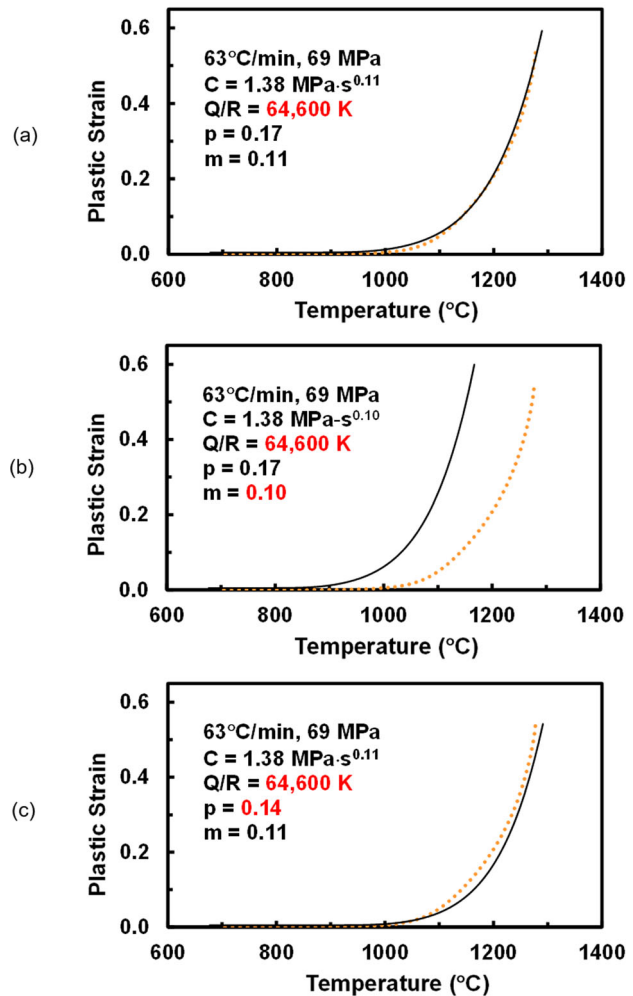 (a)
Plastic Strain
0.6
0.4
0.2
0.0
63°C/min, 69 MPa
C = 1.38 MPa·s^0.11
Q/R = 64,600 K
p = 0.17
m = 0.11
600 800 1000 1200 1400
Temperature (°C)
(b)
Plastic Strain
0.6
0.4
0.2
0.0
63°C/min, 69 MPa
C = 1.38 MPa-s^0.10
Q/R = 64,600 K
p = 0.17
m = 0.10
600 800 1000 1200 1400
Temperature (°C)
(c)
Plastic Strain
0.6
0.4
0.2
0.0
63°C/min, 69 MPa
C = 1.38 MPa·s^0.11
Q/R = 64,600 K
p = 0.14
m = 0.11
600 800 1000 1200 1400
Temperature (°C)